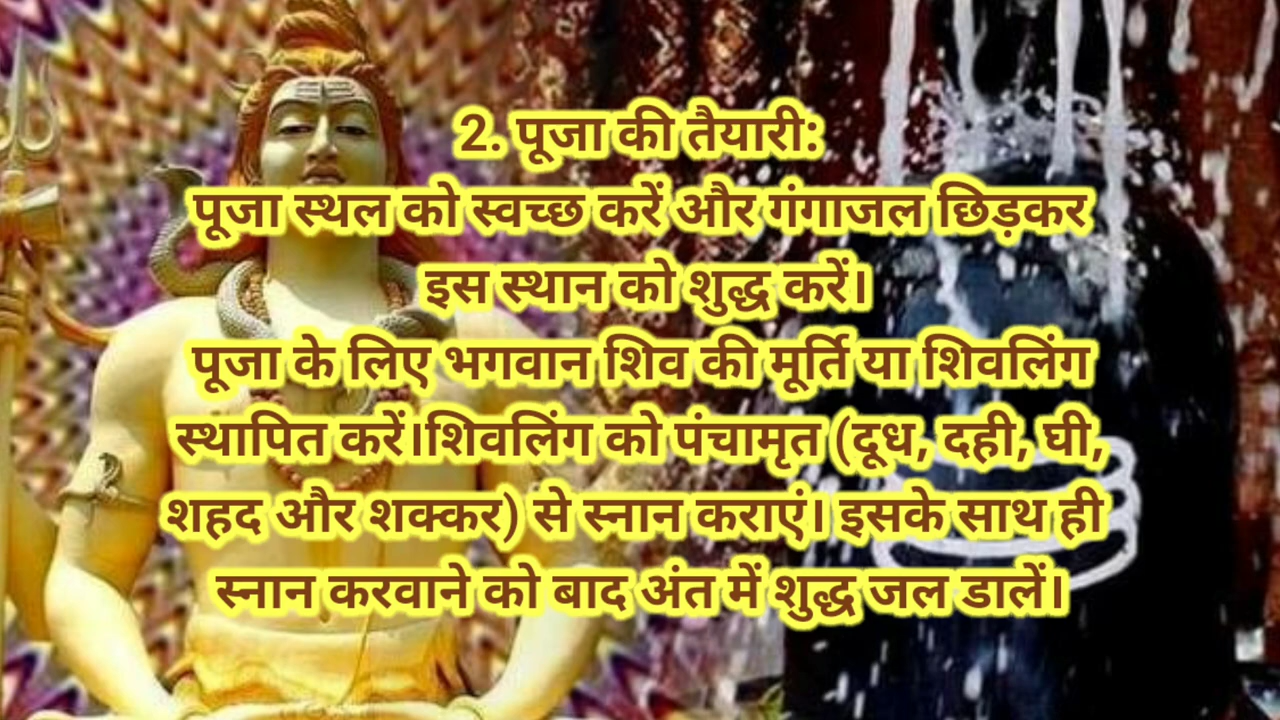 2. पूजा की तैयारी:
पूजा स्थल को स्वच्छ करें और गंगाजल छिड़कर
इस स्थान को शुद्ध करें।
पूजा के लिए भगवान शिव की मूर्ति या शिवलिंग
स्थापित करें।शिवलिंग को पंचामृत (दूध, दही, घी,
शहद और शक्कर) से स्नान कराएं। इसके साथ ही
स्नान करवाने को बाद अंत में शुद्ध जल डालें।